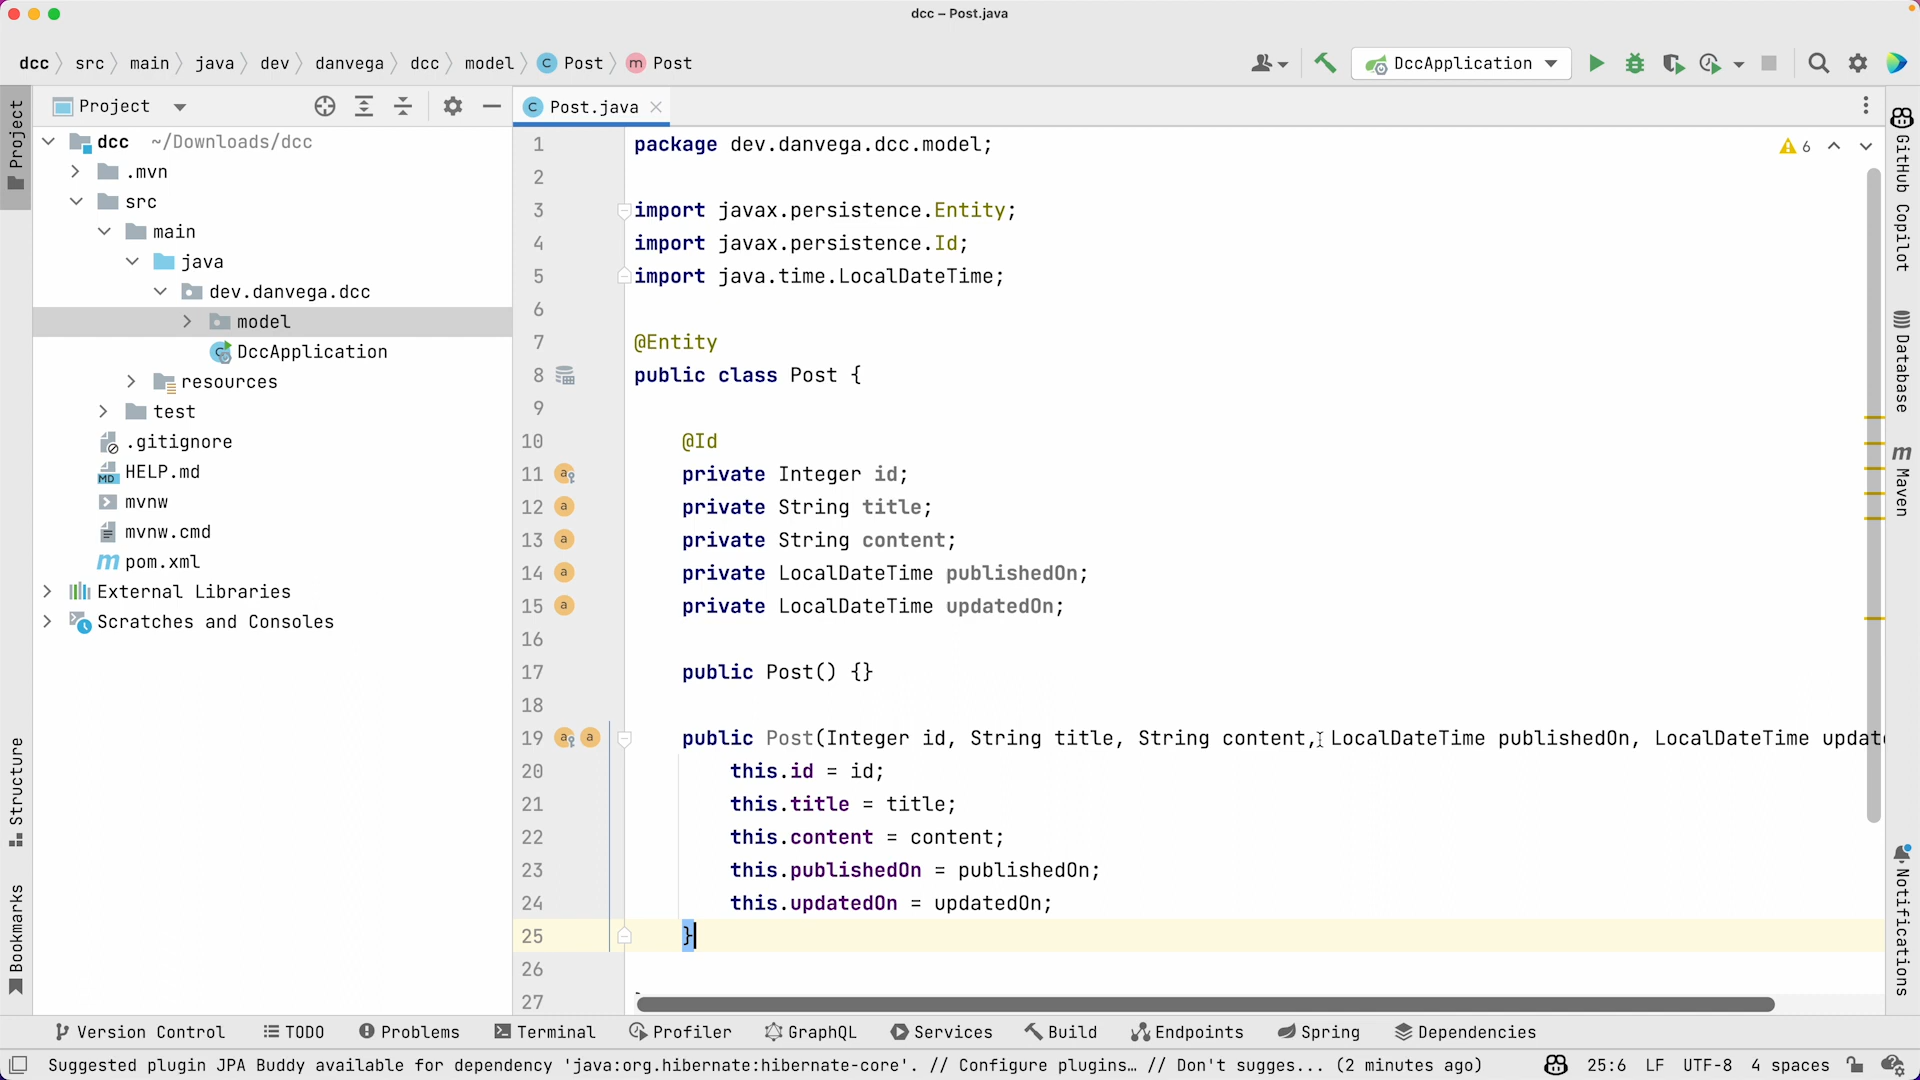 dcc – Post.java
dcc src main java dev danvega dcc model Post Post
DccApplication
Project
Post.java
dcc ~/Downloads/dcc
.mvn
src
main
java
dev.danvega.dcc
model
DccApplication
resources
test
.gitignore
HELP.md
mvnw
mvnw.cmd
pom.xml
External Libraries
Scratches and Consoles
1 package dev.danvega.dcc.model;
2
3 import javax.persistence.Entity;
4 import javax.persistence.Id;
5 import java.time.LocalDateTime;
6
7 @Entity
8 public class Post {
9
10 @Id
11 private Integer id;
12 private String title;
13 private String content;
14 private LocalDateTime publishedOn;
15 private LocalDateTime updatedOn;
16
17 public Post() {}
18
19 public Post(Integer id, String title, String content, LocalDateTime publishedOn, LocalDateTime updat
20 this.id = id;
21 this.title = title;
22 this.content = content;
23 this.publishedOn = publishedOn;
24 this.updatedOn = updatedOn;
25 }
26
27
6
Project
Structure
Bookmarks
GitHub Copilot
Database
Maven
Notifications
Version Control TODO Problems Terminal Profiler GraphQL Services Build Endpoints Spring Dependencies
Suggested plugin JPA Buddy available for dependency 'java:org.hibernate:hibernate-core'. // Configure plugins… // Don't sugges... (2 minutes ago) 25:6 LF UTF-8 4 spaces